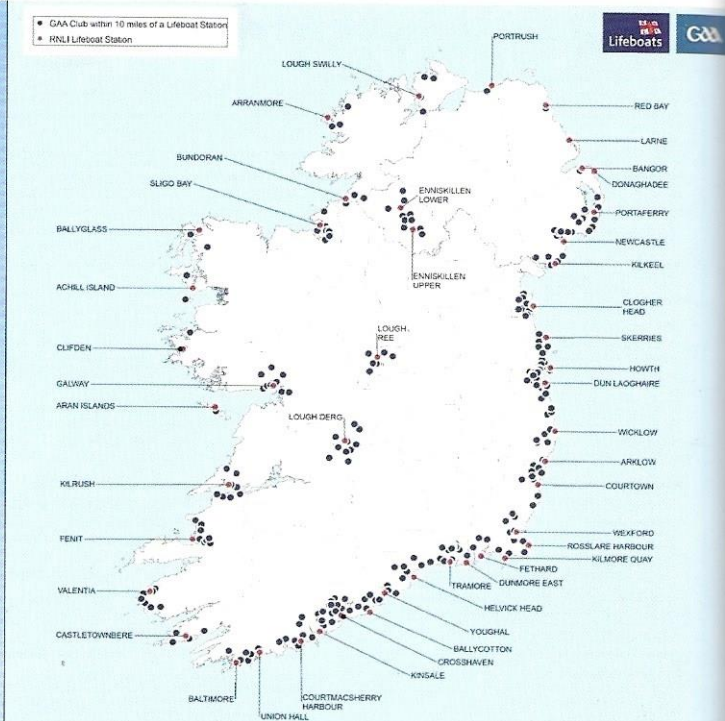 GAA Club within 10 miles of a Lifeboat Station
RNLI Lifeboat Station
Lifeboats
GAA
PORTRUSH
LOUGH SWILLY
ARRANMORE
RED BAY
LARNE
BUNDORAN
BANGOR
SLIGO BAY
DONAGHADEE
ENNISKILLEN
LOWER
PORTAFERRY
BALLYGLASS
NEWCASTLE
KILKEEL
ENNISKILLEN
UPPER
ACHILL ISLAND
CLOGHER
HEAD
LOUGH
REE
SKERRIES
CLIFDEN
HOWTH
GALWAY
DUN LAOGHAIRE
ARAN ISLANDS
LOUGH DERG
WICKLOW
ARKLOW
KILRUSH
COURTOWN
WEXFORD
FENIT
ROSSLARE HARBOUR
KILMORE QUAY
FETHARD
DUNMORE EAST
TRAMORE
VALENTIA
HELVICK HEAD
YOUGHAL
CASTLETOWNBERE
BALLYCOTTON
CROSSHAVEN
KINSALE
BALTIMORE
COURTMACSHERRY
HARBOUR
UNION HALL